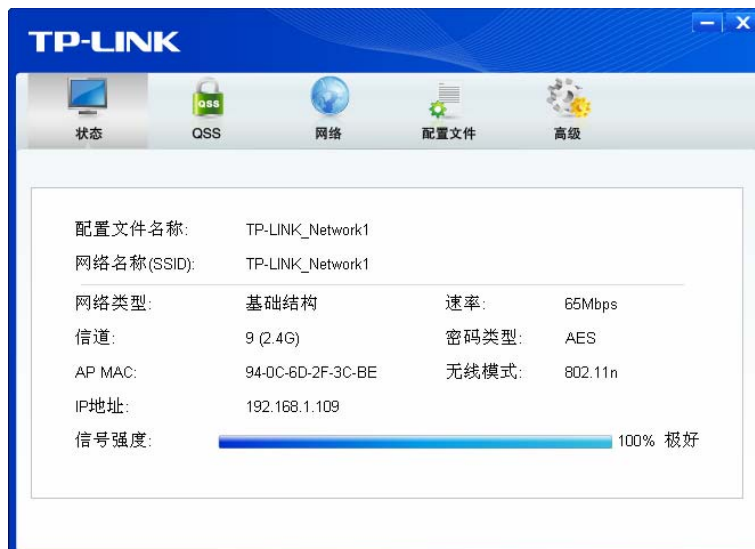 TP-LINK
QSS
状态 QSS 网络 配置文件 高级
配置文件名称: TP-LINK_Network1
网络名称(SSID): TP-LINK_Network1
网络类型: 基础结构 速率: 65Mbps
信道: 9 (2.4G) 密码类型: AES
AP MAC: 94-0C-6D-2F-3C-BE 无线模式: 802.11n
IP地址: 192.168.1.109
信号强度: 100% 极好